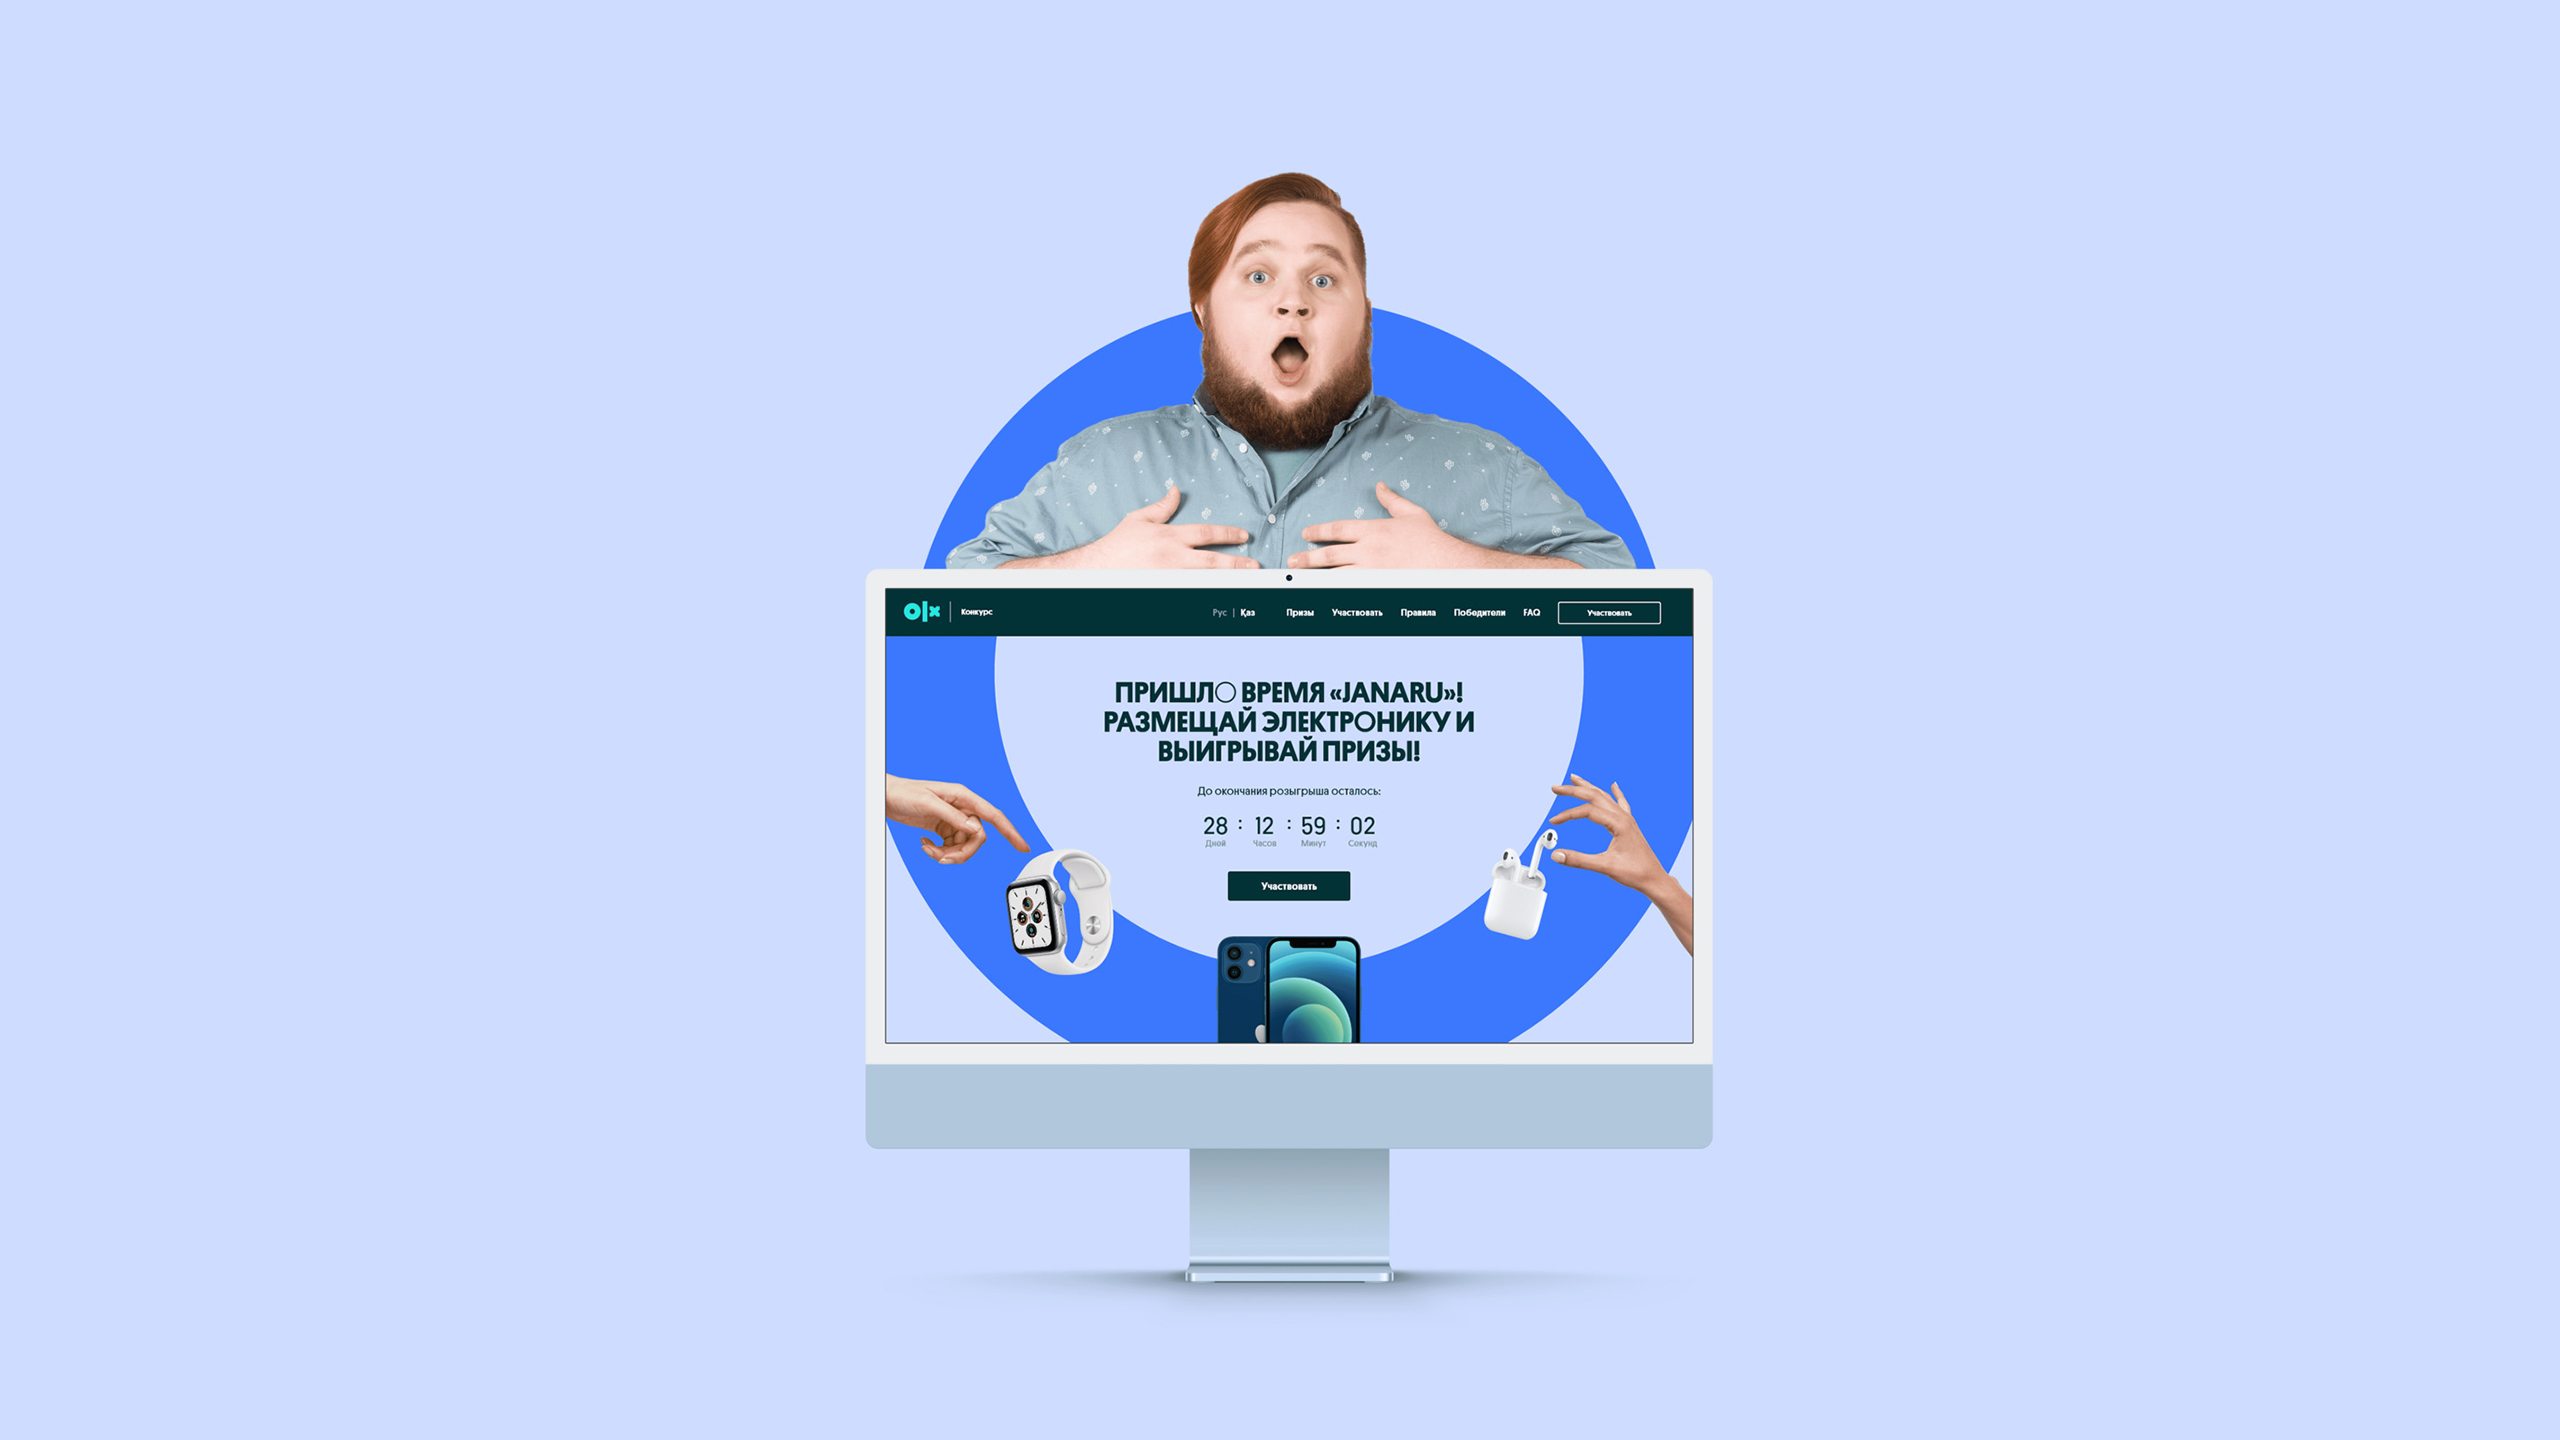 olx | Конкурс
Рус | Қаз Призы Участвовать Правила Победители FAQ Участвовать
ПРИШЛО ВРЕМЯ «JANARU»!
РАЗМЕЩАЙ ЭЛЕКТРОНИКУ И
ВЫИГРЫВАЙ ПРИЗЫ!
До окончания розыгрыша осталось:
28 : 12 : 59 : 02
Дней Часов Минут Секунд
Участвовать